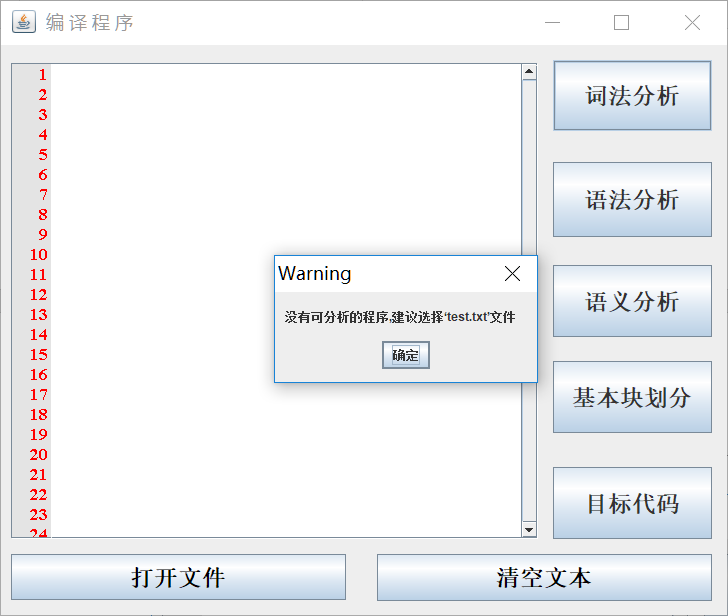 编译程序
1
2
3
4
5
6
7
8
9
10
11
12
13
14
15
16
17
18
19
20
21
22
23
24
词法分析
语法分析
语义分析
基本块划分
目标代码
Warning
没有可分析的程序,建议选择‘test.txt’文件
确定
打开文件
清空文本